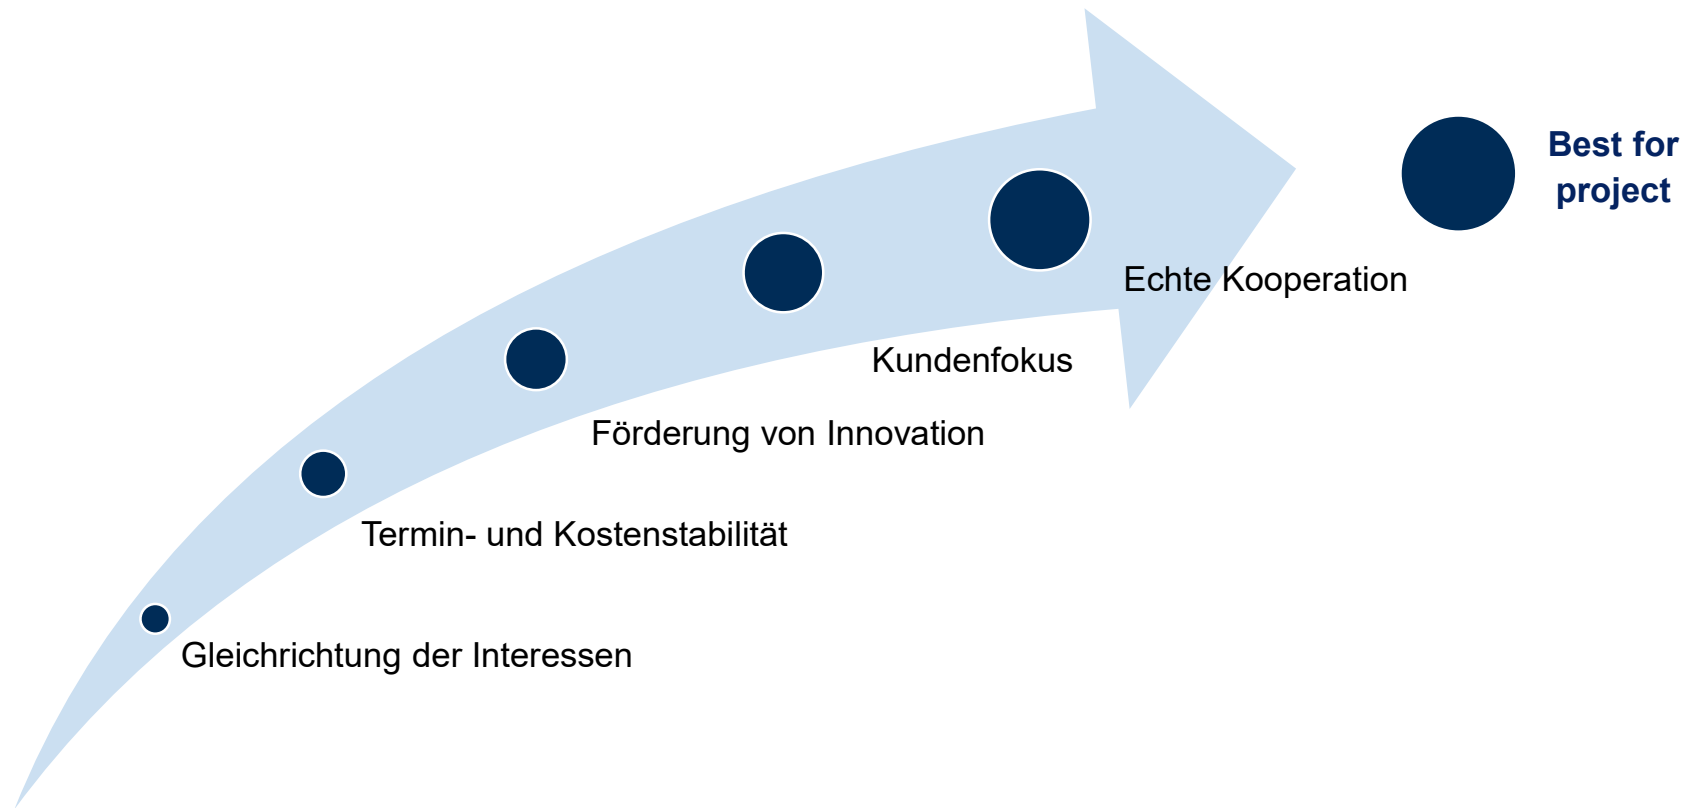 Best for
project
Echte Kooperation
Kundenfokus
Förderung von Innovation
Termin- und Kostenstabilität
Gleichrichtung der Interessen